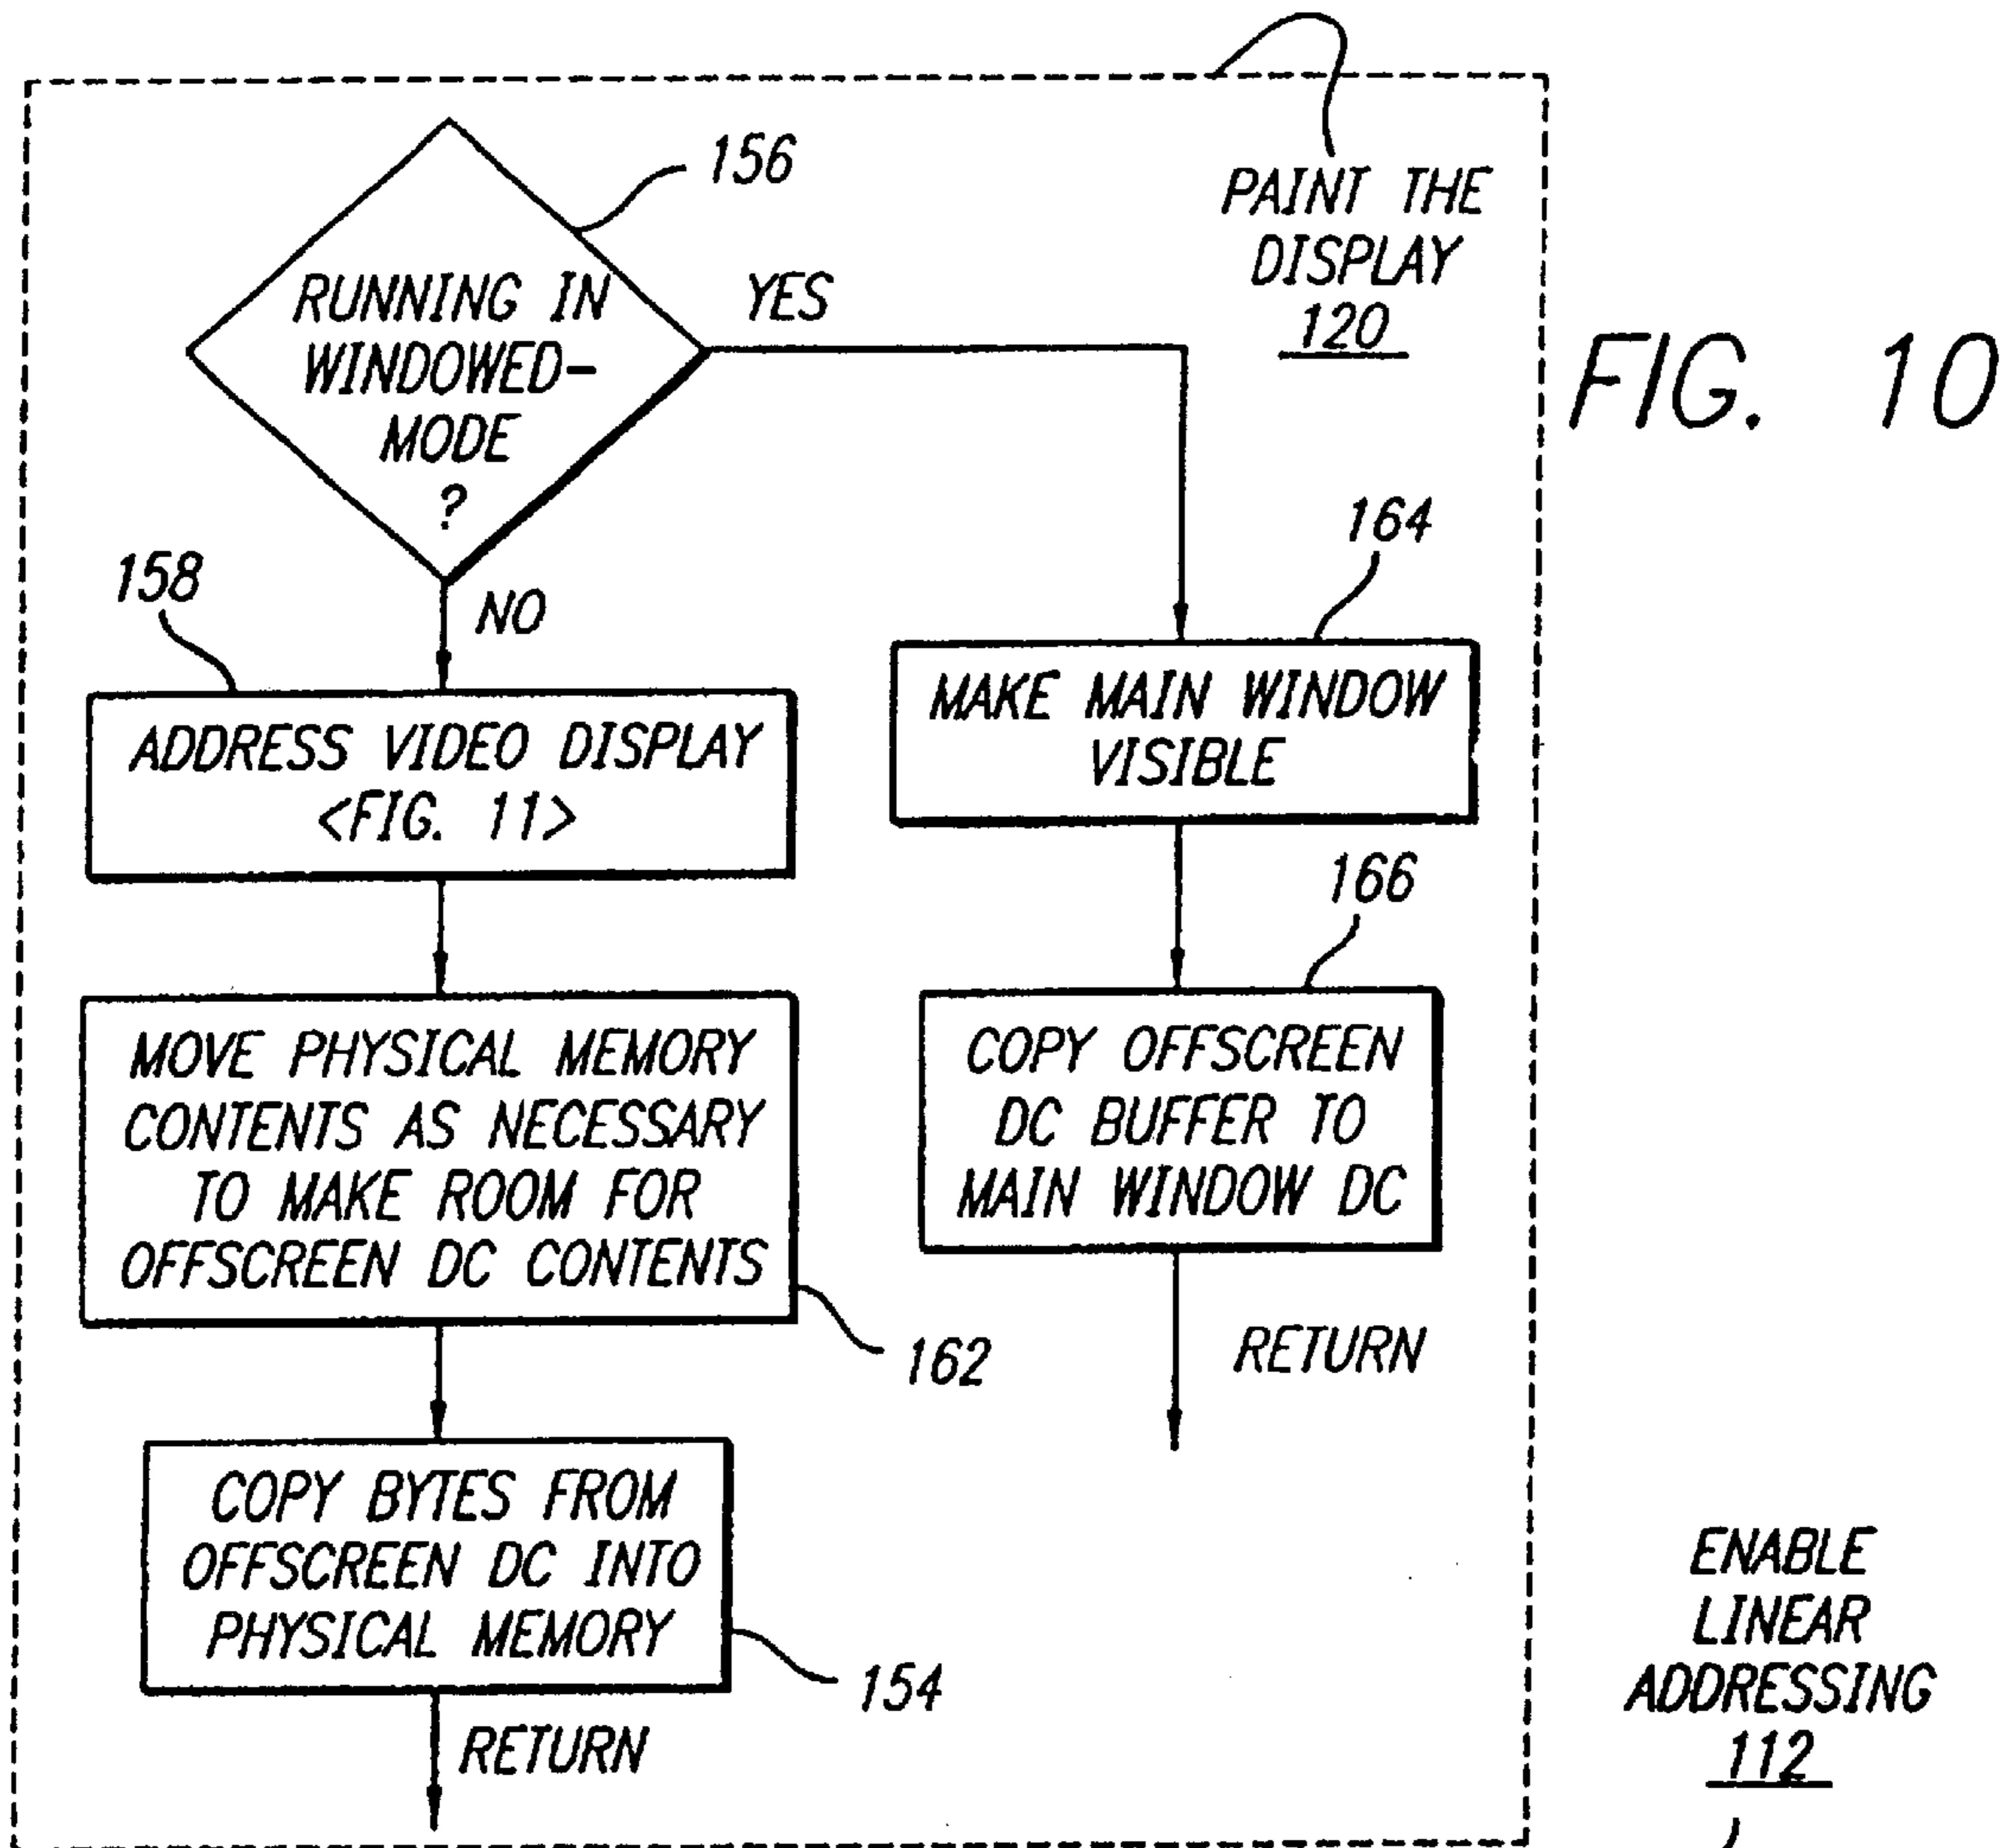 156
PAINT THE
DISPLAY
120
FIG. 10
RUNNING IN
WINDOWED-
MODE
?
YES
NO
158
ADDRESS VIDEO DISPLAY
<FIG. 11>
164
MAKE MAIN WINDOW
VISIBLE
166
MOVE PHYSICAL MEMORY
CONTENTS AS NECESSARY
TO MAKE ROOM FOR
OFFSCREEN DC CONTENTS
162
COPY OFFSCREEN
DC BUFFER TO
MAIN WINDOW DC
RETURN
COPY BYTES FROM
OFFSCREEN DC INTO
PHYSICAL MEMORY
154
RETURN
ENABLE
LINEAR
ADDRESSING
112